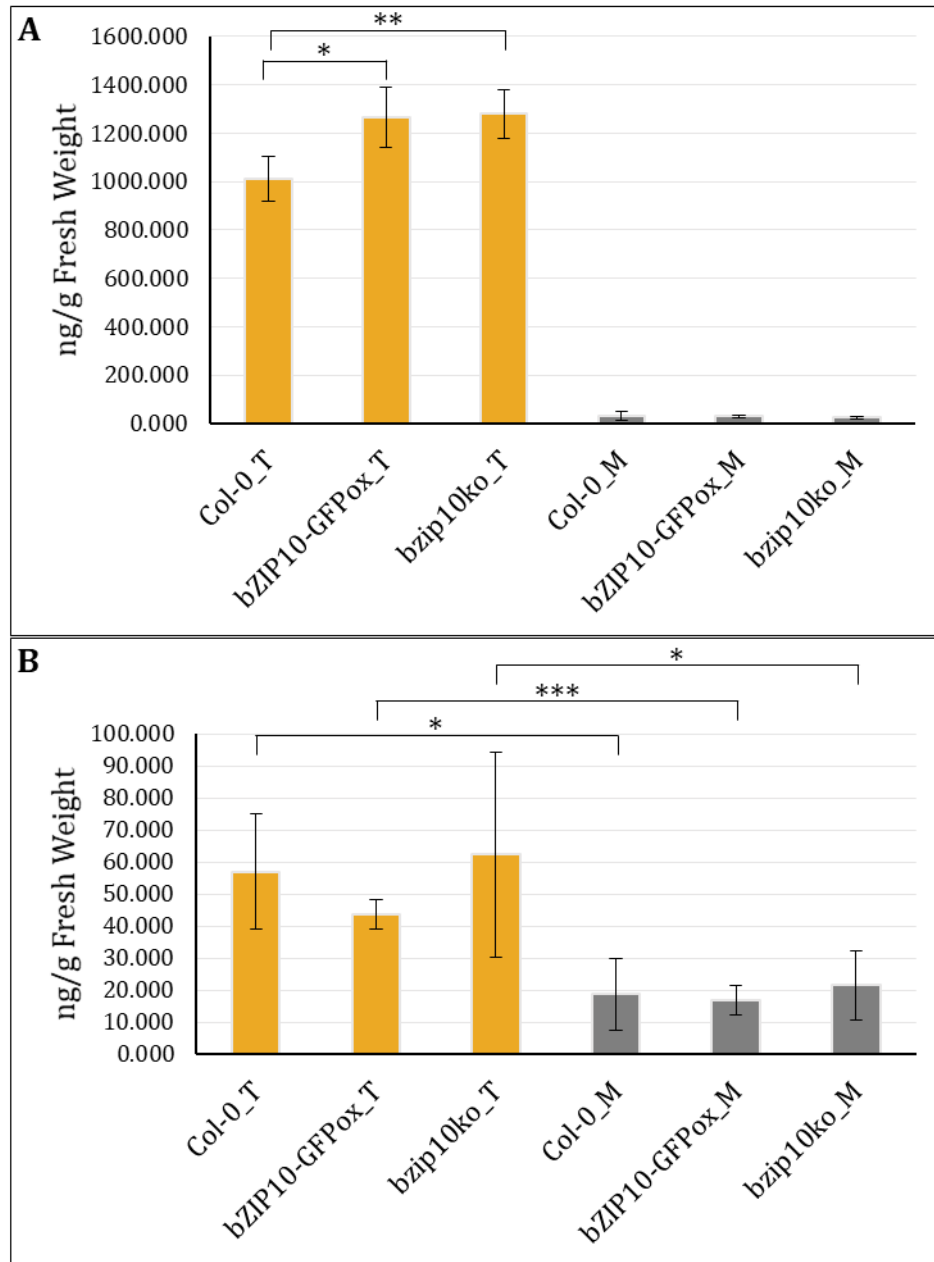 A
**
*
1600.000
1400.000
1200.000
1000.000
800.000
600.000
400.000
200.000
0.000
ng/g Fresh Weight
Col-0_T
bZIP10-GFPox_T
bzip10ko_T
Col-0_M
bZIP10-GFPox_M
bzip10ko_M
B
*
***
*
100.000
90.000
80.000
70.000
60.000
50.000
40.000
30.000
20.000
10.000
0.000
ng/g Fresh Weight
Col-0_T
bZIP10-GFPox_T
bzip10ko_T
Col-0_M
bZIP10-GFPox_M
bzip10ko_M